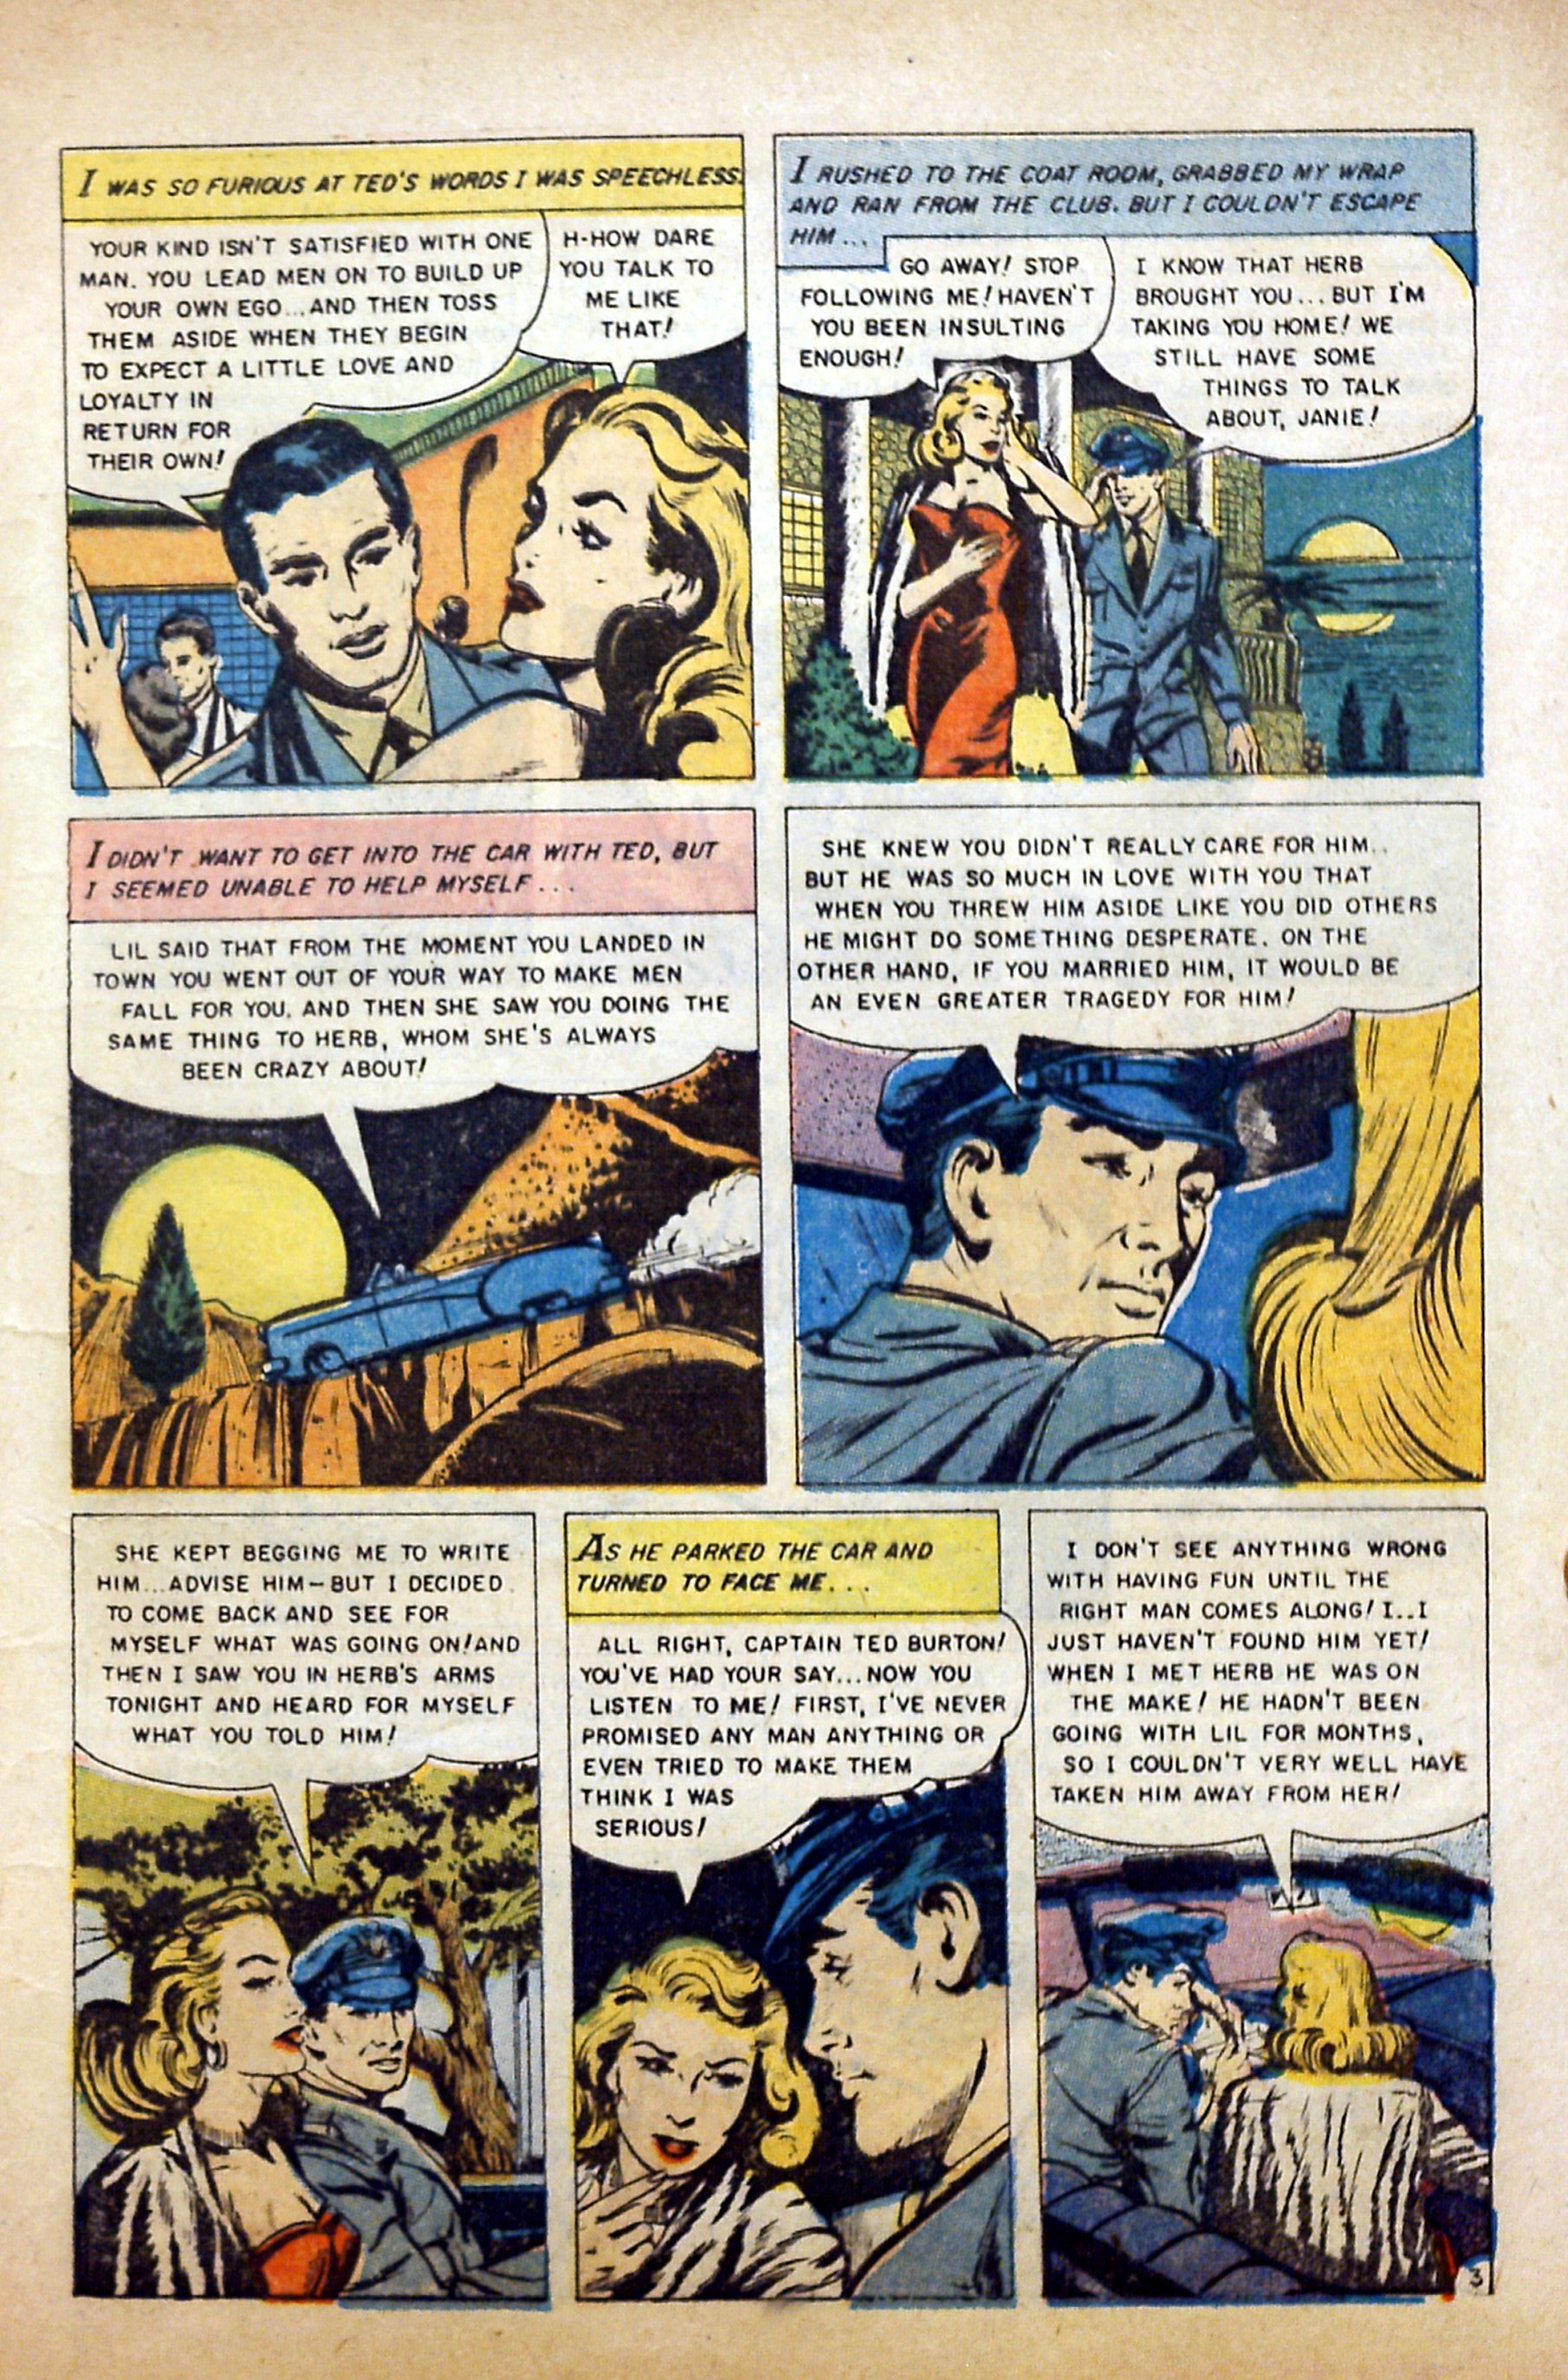 I WAS SO FURIOUS AT TED'S WORDS I WAS SPEECHLESS.
YOUR KIND ISN'T SATISFIED WITH ONE
MAN. YOU LEAD MEN ON TO BUILD UP
YOUR OWN EGO...AND THEN TOSS
THEM ASIDE WHEN THEY BEGIN
TO EXPECT A LITTLE LOVE AND
LOYALTY IN
RETURN FOR
THEIR OWN!
H-HOW DARE
YOU TALK TO
ME LIKE
THAT!
I RUSHED TO THE COAT ROOM, GRABBED MY WRAP
AND RAN FROM THE CLUB. BUT I COULDN'T ESCAPE
HIM...
GO AWAY! STOP
FOLLOWING ME! HAVEN'T
YOU BEEN INSULTING
ENOUGH!
I KNOW THAT HERB
BROUGHT YOU...BUT I'M
TAKING YOU HOME! WE
STILL HAVE SOME
THINGS TO TALK
ABOUT, JANIE!
I DIDN'T WANT TO GET INTO THE CAR WITH TED, BUT
I SEEMED UNABLE TO HELP MYSELF...
LIL SAID THAT FROM THE MOMENT YOU LANDED IN
TOWN YOU WENT OUT OF YOUR WAY TO MAKE MEN
FALL FOR YOU. AND THEN SHE SAW YOU DOING THE
SAME THING TO HERB, WHOM SHE'S ALWAYS
BEEN CRAZY ABOUT!
SHE KNEW YOU DIDN'T REALLY CARE FOR HIM..
BUT HE WAS SO MUCH IN LOVE WITH YOU THAT
WHEN YOU THREW HIM ASIDE LIKE YOU DID OTHERS
HE MIGHT DO SOMETHING DESPERATE. ON THE
OTHER HAND, IF YOU MARRIED HIM, IT WOULD BE
AN EVEN GREATER TRAGEDY FOR HIM!
SHE KEPT BEGGING ME TO WRITE
HIM...ADVISE HIM—BUT I DECIDED
TO COME BACK AND SEE FOR
MYSELF WHAT WAS GOING ON! AND
THEN I SAW YOU IN HERB'S ARMS
TONIGHT AND HEARD FOR MYSELF
WHAT YOU TOLD HIM!
AS HE PARKED THE CAR AND
TURNED TO FACE ME...
ALL RIGHT, CAPTAIN TED BURTON!
YOU'VE HAD YOUR SAY...NOW YOU
LISTEN TO ME! FIRST, I'VE NEVER
PROMISED ANY MAN ANYTHING OR
EVEN TRIED TO MAKE THEM
THINK I WAS
SERIOUS!
I DON'T SEE ANYTHING WRONG
WITH HAVING FUN UNTIL THE
RIGHT MAN COMES ALONG! I..I
JUST HAVEN'T FOUND HIM YET!
WHEN I MET HERB HE WAS ON
THE MAKE! HE HADN'T BEEN
GOING WITH LIL FOR MONTHS,
SO I COULDN'T VERY WELL HAVE
TAKEN HIM AWAY FROM HER!
3